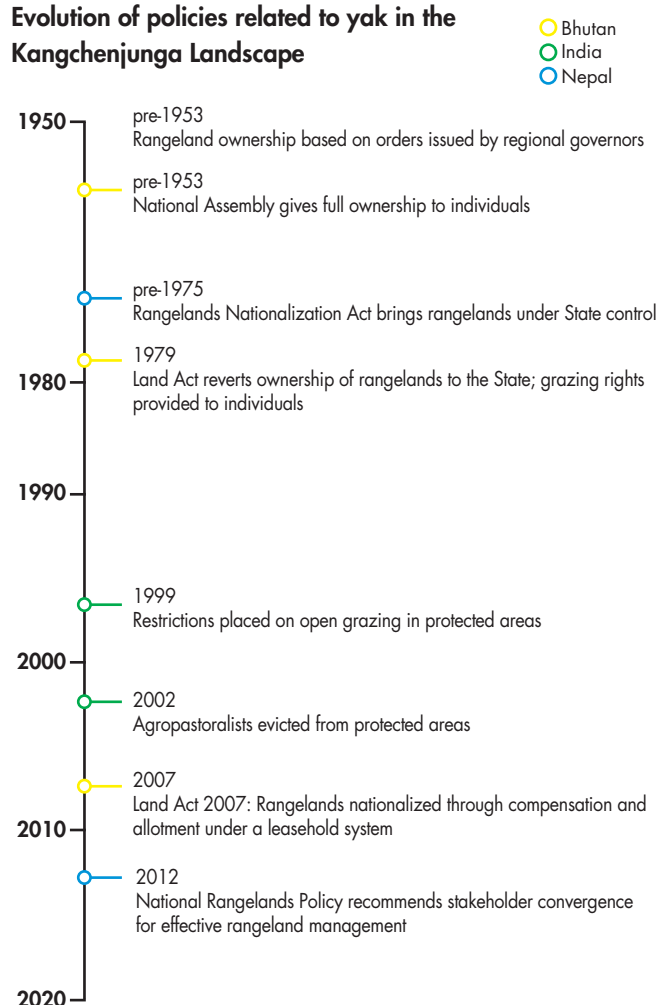 Evolution of policies related to yak in the
Kangchenjunga Landscape
Bhutan
India
Nepal
1950
pre-1953
Rangeland ownership based on orders issued by regional governors
pre-1953
National Assembly gives full ownership to individuals
pre-1975
Rangelands Nationalization Act brings rangelands under State control
1979
Land Act reverts ownership of rangelands to the State; grazing rights
provided to individuals
1980
1990
1999
Restrictions placed on open grazing in protected areas
2000
2002
Agropastoralists evicted from protected areas
2007
Land Act 2007: Rangelands nationalized through compensation and
allotment under a leasehold system
2010
2012
National Rangelands Policy recommends stakeholder convergence
for effective rangeland management
2020